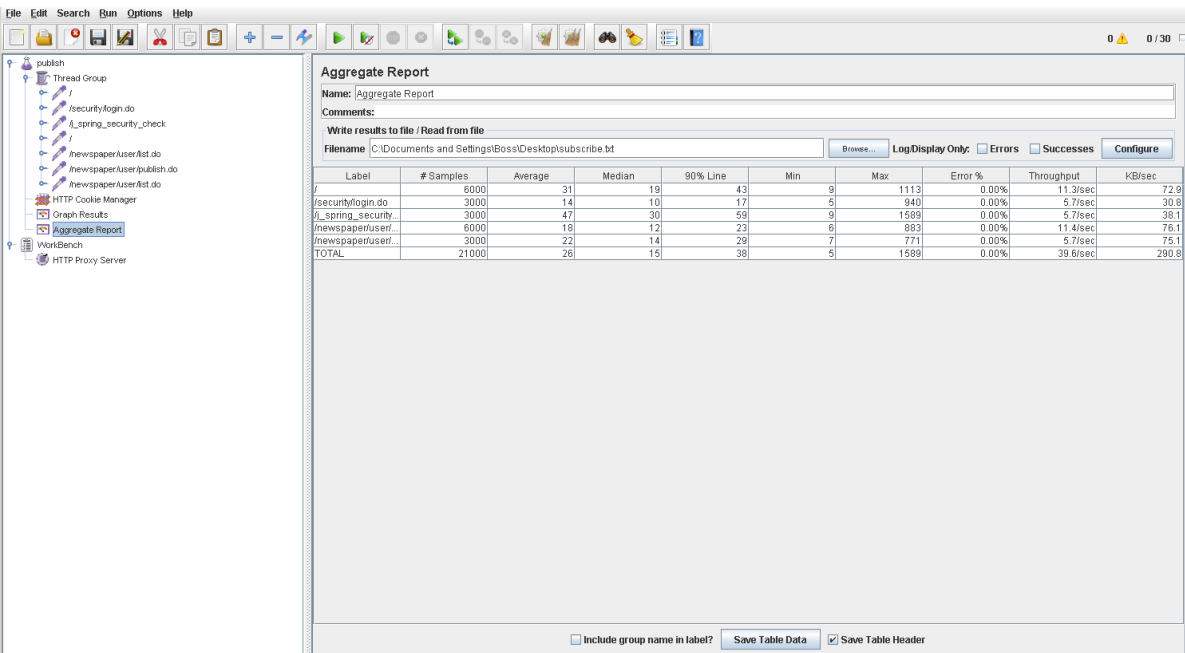 File Edit Search Run Options Help
0 0 / 30
publish
Thread Group
/
/security/login.do
/j_spring_security_check
/
/newspaper/user/list.do
/newspaper/user/publish.do
/newspaper/user/list.do
HTTP Cookie Manager
Graph Results
Aggregate Report
WorkBench
HTTP Proxy Server
Aggregate Report
Name: Aggregate Report
Comments:
Write results to file / Read from file
Filename C:\Documents and Settings\Boss\Desktop\subscribe.txt Browse... Log/Display Only: Errors Successes Configure
Label # Samples Average Median 90% Line Min Max Error % Throughput KB/sec
/ 6000 31 19 43 9 1113 0.00% 11.3/sec 72.9
/security/login.do 3000 14 10 17 5 940 0.00% 5.7/sec 30.8
/j_spring_security... 3000 47 30 59 9 1589 0.00% 5.7/sec 38.1
/newspaper/user/... 6000 18 12 23 6 883 0.00% 11.4/sec 76.1
/newspaper/user/... 3000 22 14 29 7 771 0.00% 5.7/sec 75.1
TOTAL 21000 26 15 38 5 1589 0.00% 39.6/sec 290.8
Include group name in label? Save Table Data Save Table Header